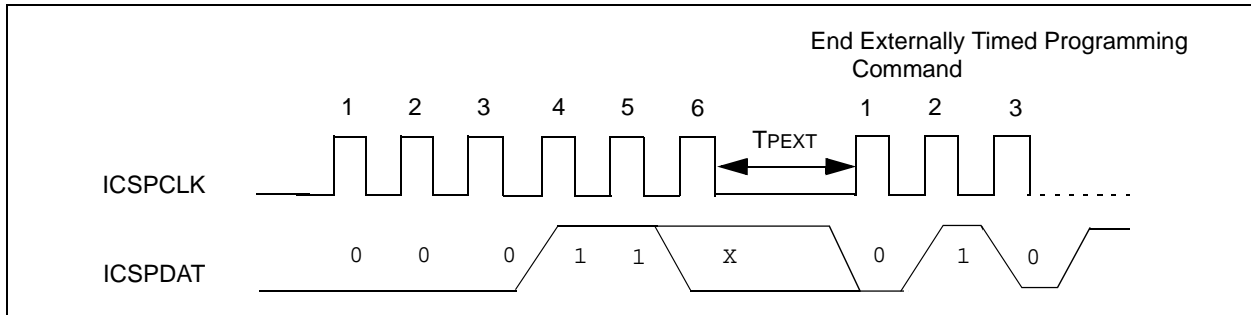 End Externally Timed Programming
Command
1 2 3 4 5 6 1 2 3
TPEXT
ICSPCLK
0 0 0 1 1 X 0 1 0
ICSPDAT